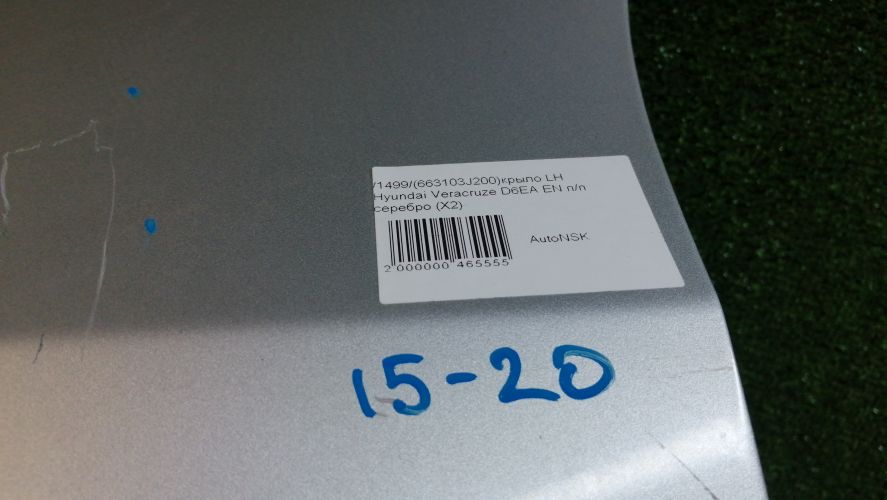 /1499/(663103J200)крыло LH
Hyundai Veracruze D6EA EN п/п
серебро (X2)
AutoNSK
2 000000 465555
15-20